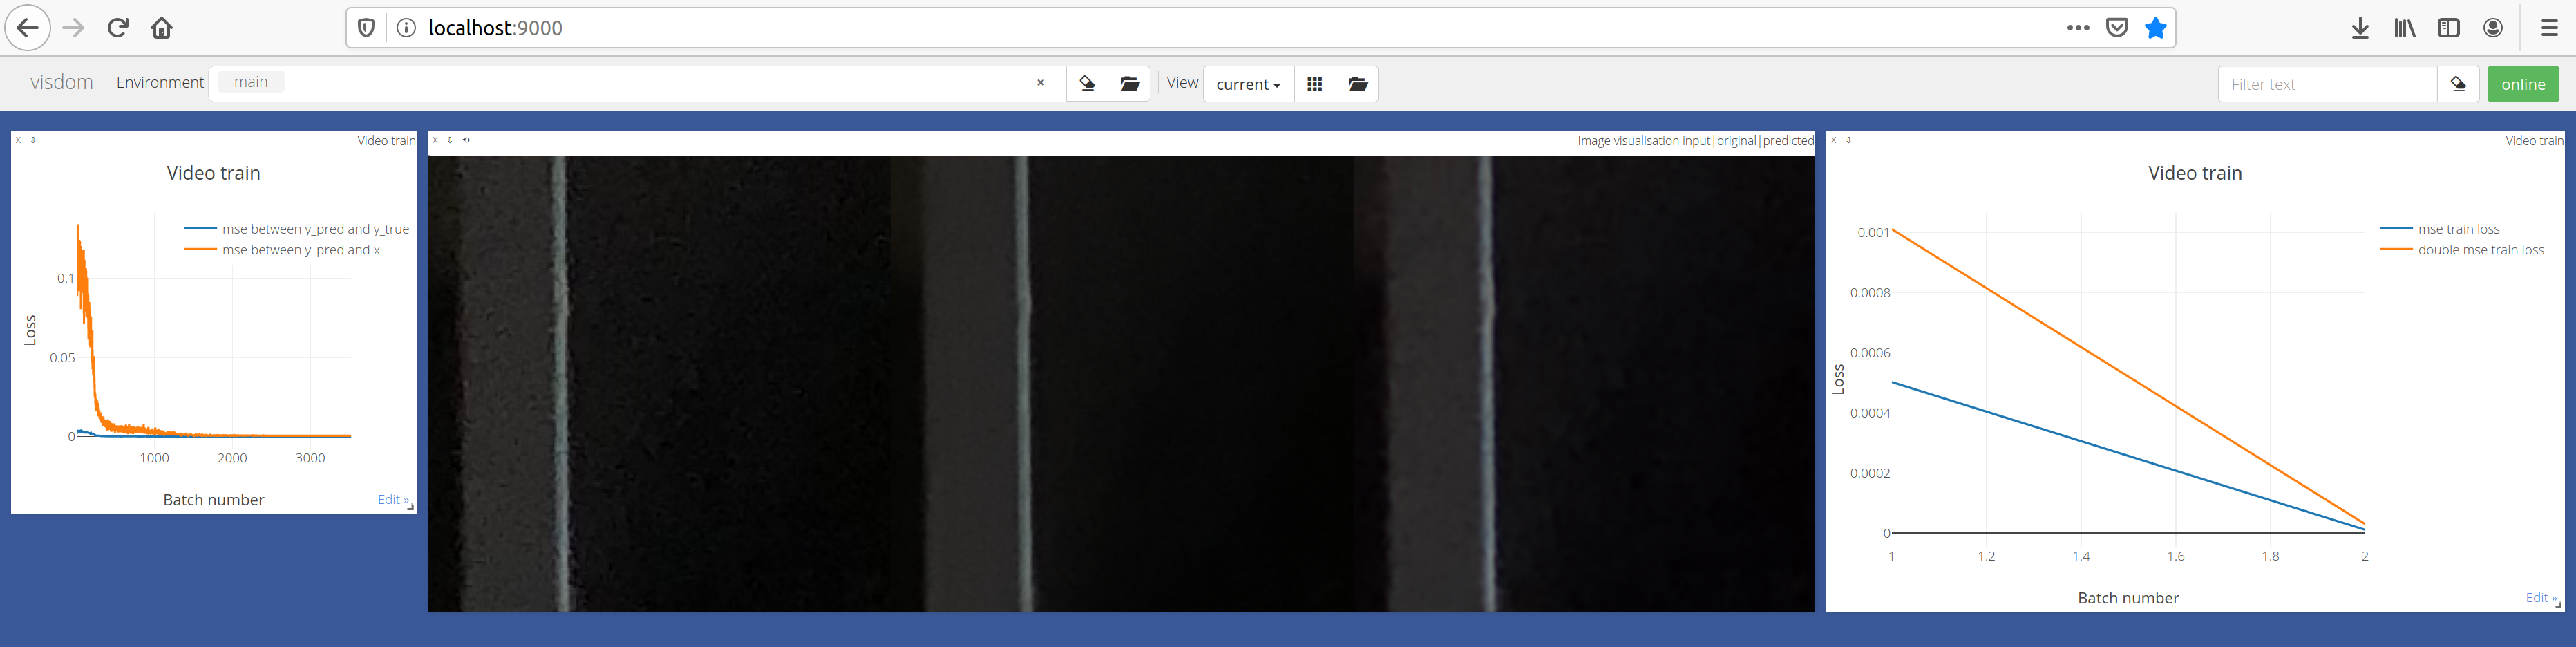 localhost:9000
visdom Environment main × View current Filter text online
X Video train
Video train
mse between y_pred and y_true
mse between y_pred and x
0.1
0.05
0
Loss
1000 2000 3000
Batch number
Edit »
X Image visualisation input|original|predicted
X Video train
Video train
mse train loss
double mse train loss
0.001
0.0008
0.0006
0.0004
0.0002
0
Loss
1 1.2 1.4 1.6 1.8 2
Batch number
Edit »